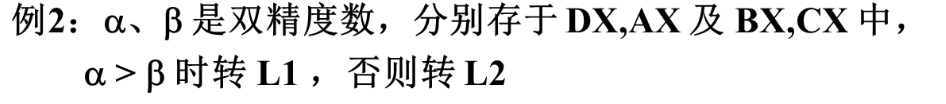 例2：α、β 是双精度数，分别存于 DX,AX 及 BX,CX 中，
α > β 时转 L1 ，否则转 L2